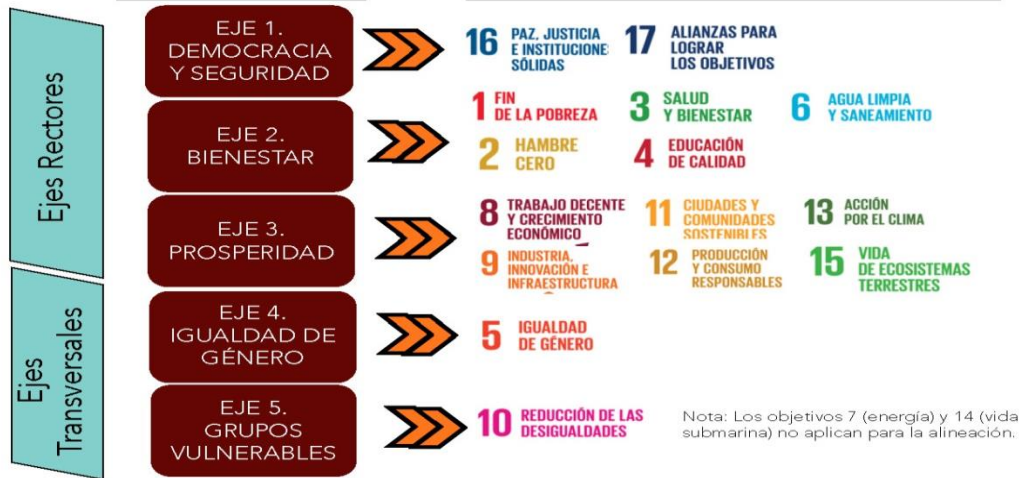 Ejes Rectores
EJE 1.
DEMOCRACIA
Y SEGURIDAD
16 PAZ, JUSTICIA
E INSTITUCIONE
SÓLIDAS
17 ALIANZAS PARA
LOGRAR
LOS OBJETIVOS
EJE 2.
BIENESTAR
1 FIN
DE LA POBREZA
3 SALUD
Y BIENESTAR
6 AGUA LIMPIA
Y SANEAMIENTO
2 HAMBRE
CERO
4 EDUCACIÓN
DE CALIDAD
EJE 3.
PROSPERIDAD
8 TRABAJO DECENTE
Y CRECIMIENTO
ECONÓMICO
11 CIUDADES Y
COMUNIDADES
SOSTENIBLES
13 ACCIÓN
POR EL CLIMA
9 INDUSTRIA,
INNOVACIÓN E
INFRAESTRUCTURA
12 PRODUCCIÓN
Y CONSUMO
RESPONSABLES
15 VIDA
DE ECOSISTEMAS
TERRESTRES
Ejes
Transversales
EJE 4.
IGUALDAD DE
GÉNERO
5 IGUALDAD
DE GÉNERO
EJE 5.
GRUPOS
VULNERABLES
10 REDUCCIÓN DE LAS
DESIGUALDADES
Nota: Los objetivos 7 (energía) y 14 (vida
submarina) no aplican para la alineación.